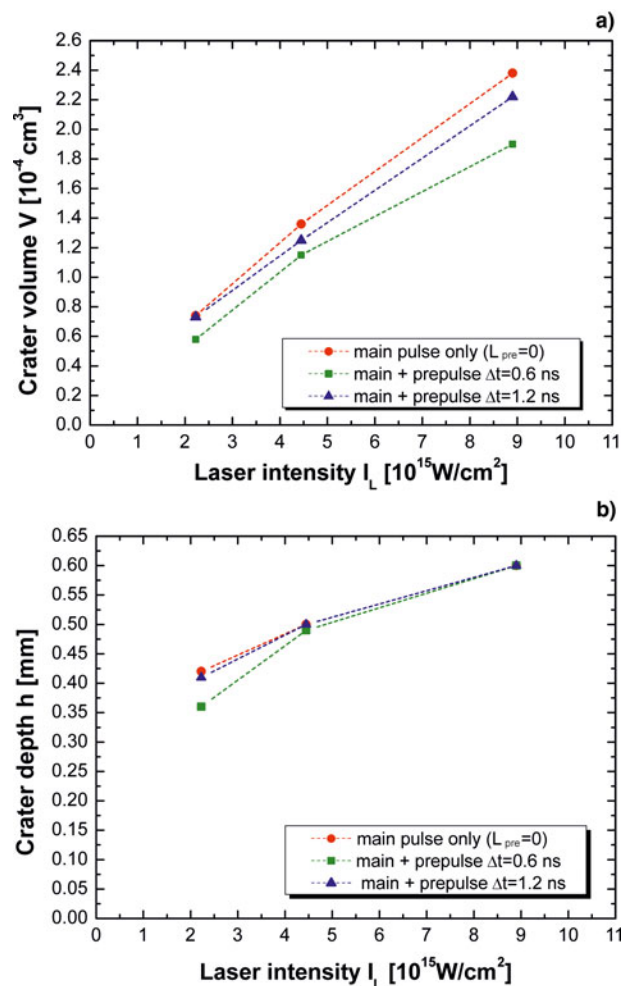 a)
2.6
2.4
2.2
2.0
1.8
1.6
1.4
1.2
1.0
0.8
0.6
0.4
0.2
0.0
Crater volume V [10⁻⁴ cm³]
main pulse only (L pre=0)
main + prepulse Δt=0.6 ns
main + prepulse Δt=1.2 ns
0 1 2 3 4 5 6 7 8 9 10 11
Laser intensity I_L [10¹⁵W/cm²]
b)
0.65
0.60
0.55
0.50
0.45
0.40
0.35
0.30
0.25
0.20
0.15
0.10
0.05
0.00
Crater depth h [mm]
main pulse only (L pre=0)
main + prepulse Δt=0.6 ns
main + prepulse Δt=1.2 ns
0 1 2 3 4 5 6 7 8 9 10 11
Laser intensity I_L [10¹⁵W/cm²]